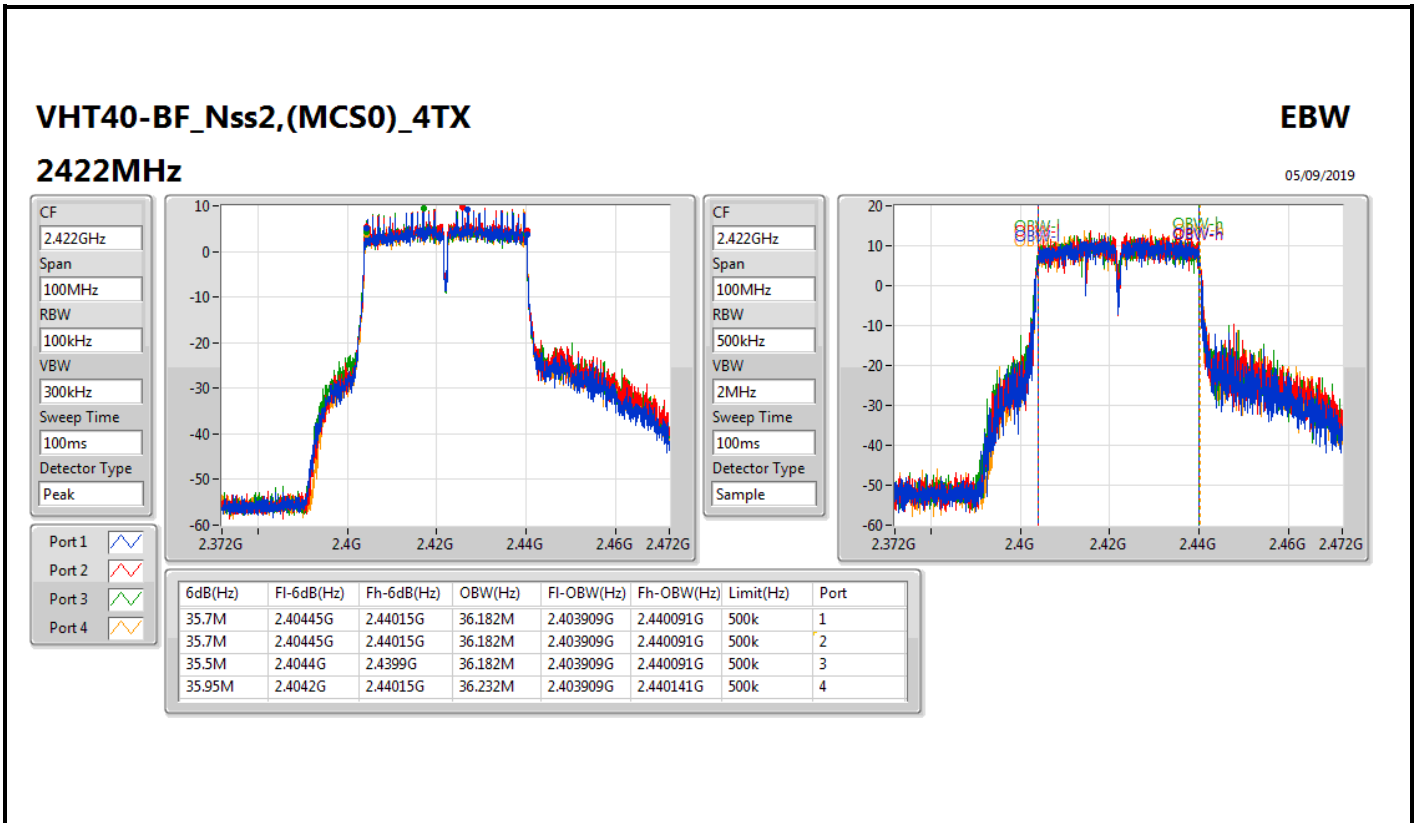 VHT40-BF_Nss2,(MCS0)_4TX
EBW
2422MHz
05/09/2019
CF
2.422GHz
Span
100MHz
RBW
100kHz
VBW
300kHz
Sweep Time
100ms
Detector Type
Peak
10
0
-10
-20
-30
-40
-50
-60
2.372G 2.4G 2.42G 2.44G 2.46G 2.472G
CF
2.422GHz
Span
100MHz
RBW
500kHz
VBW
2MHz
Sweep Time
100ms
Detector Type
Sample
20
10
0
-10
-20
-30
-40
-50
-60
OBW-l
OBW-h
2.372G 2.4G 2.42G 2.44G 2.46G 2.472G
Port 1
Port 2
Port 3
Port 4
6dB(Hz) Fl-6dB(Hz) Fh-6dB(Hz) OBW(Hz) Fl-OBW(Hz) Fh-OBW(Hz) Limit(Hz) Port
35.7M 2.40445G 2.44015G 36.182M 2.403909G 2.440091G 500k 1
35.7M 2.40445G 2.44015G 36.182M 2.403909G 2.440091G 500k 2
35.5M 2.4044G 2.4399G 36.182M 2.403909G 2.440091G 500k 3
35.95M 2.4042G 2.44015G 36.232M 2.403909G 2.440141G 500k 4